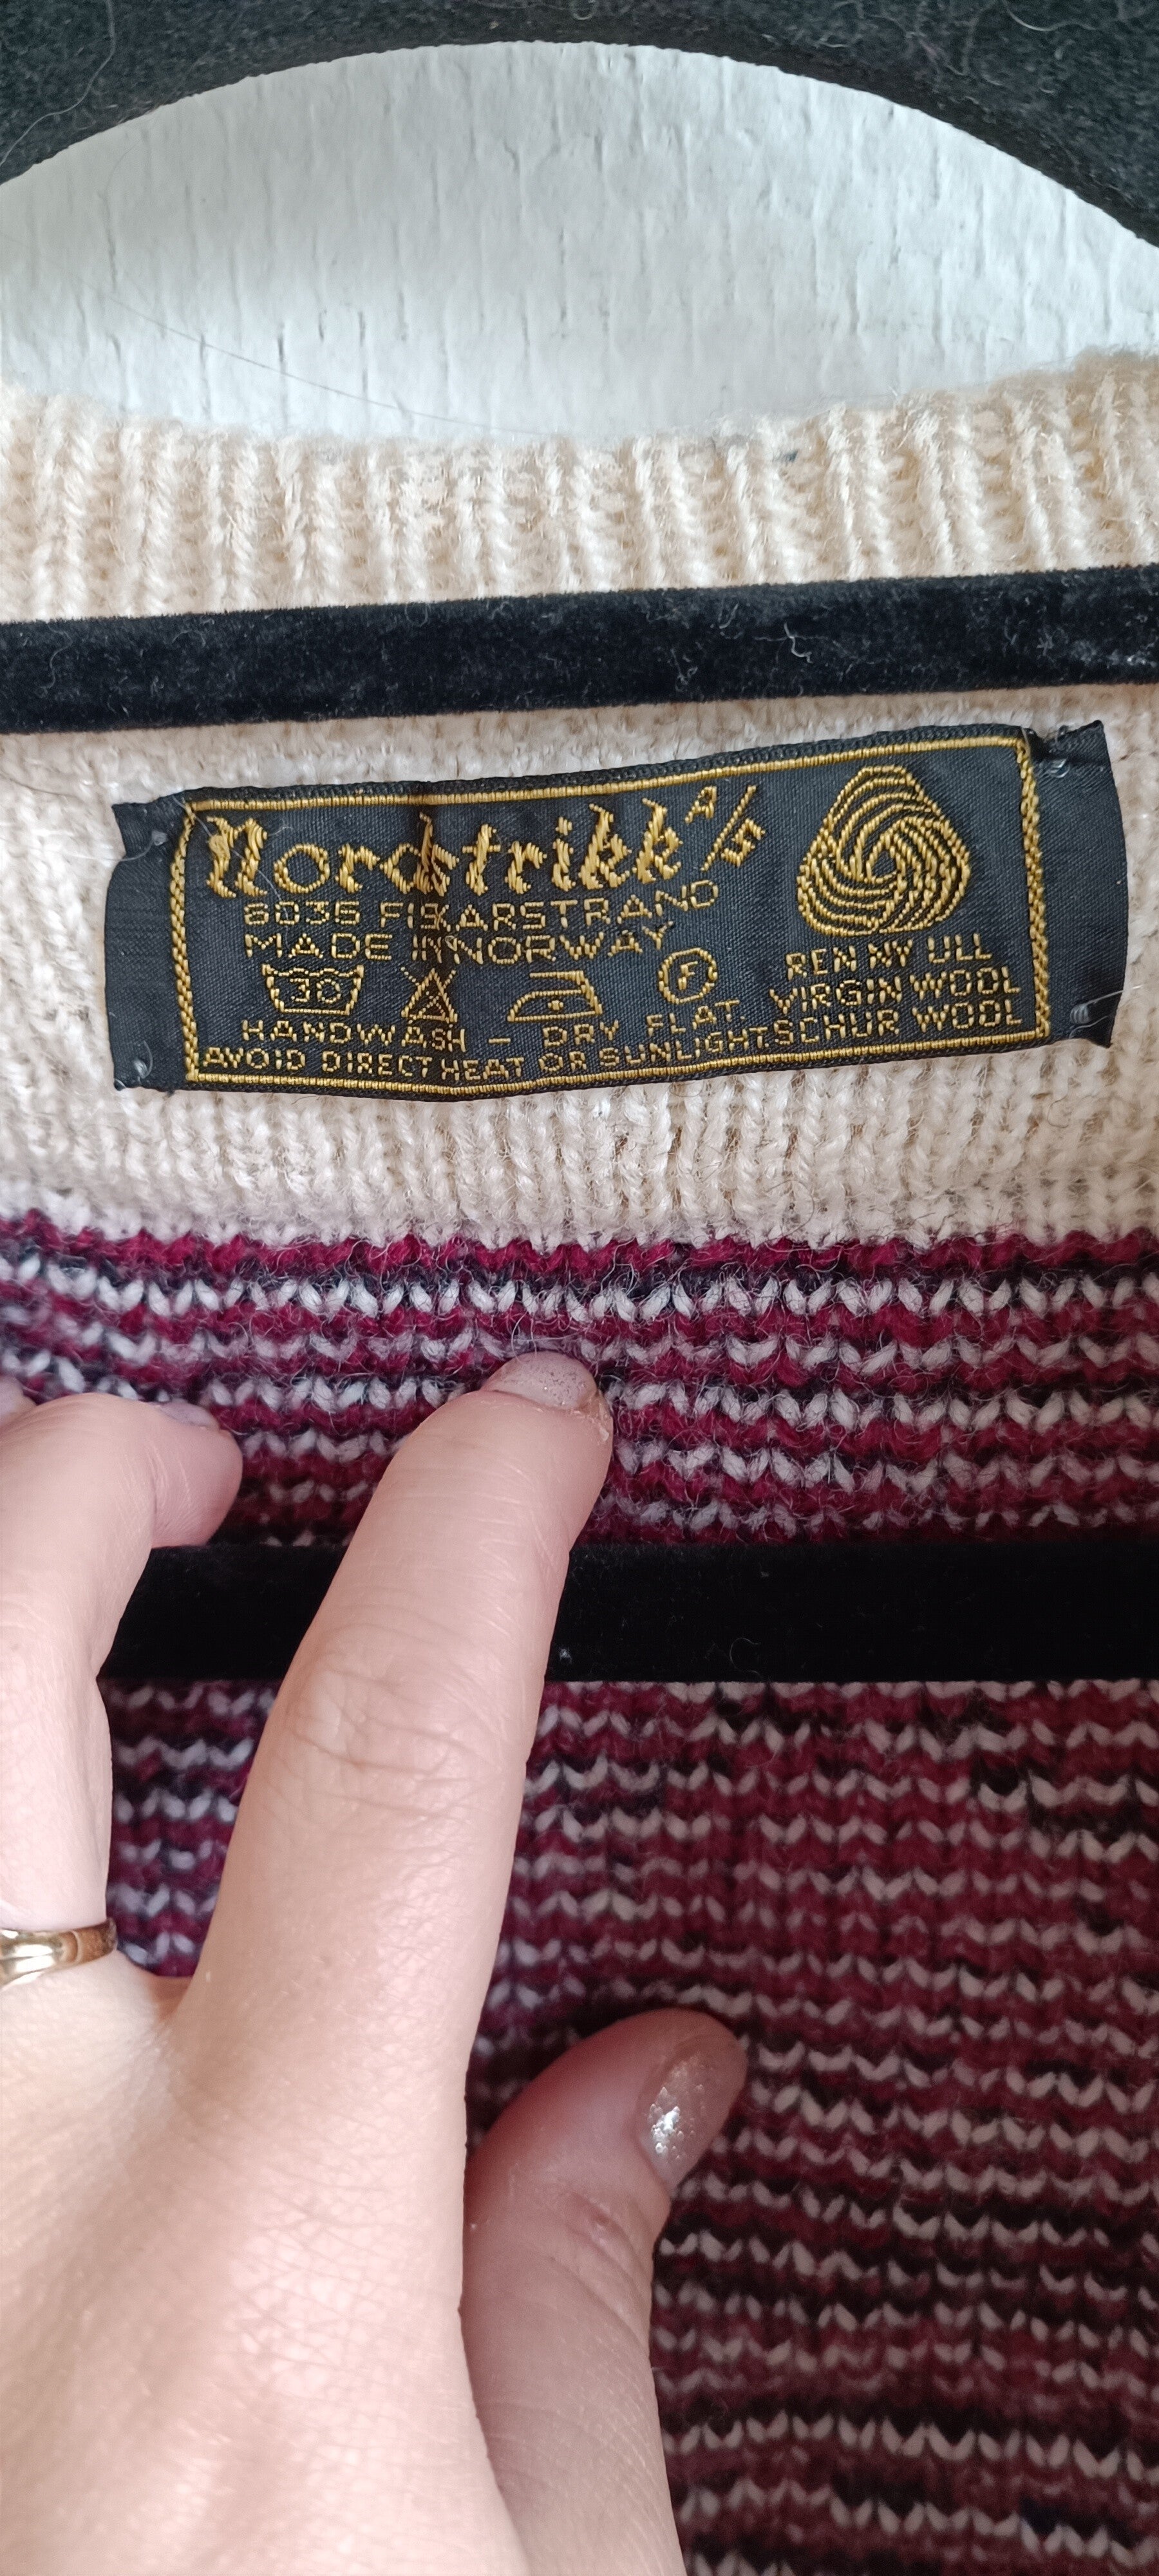 Nordstrikk A/S
6035 FISKARSTRAND
MADE IN NORWAY
30
F
HANDWASH - DRY FLAT
AVOID DIRECT HEAT OR SUNLIGHT
REN NY ULL
VIRGIN WOOL
SCHUR WOOL